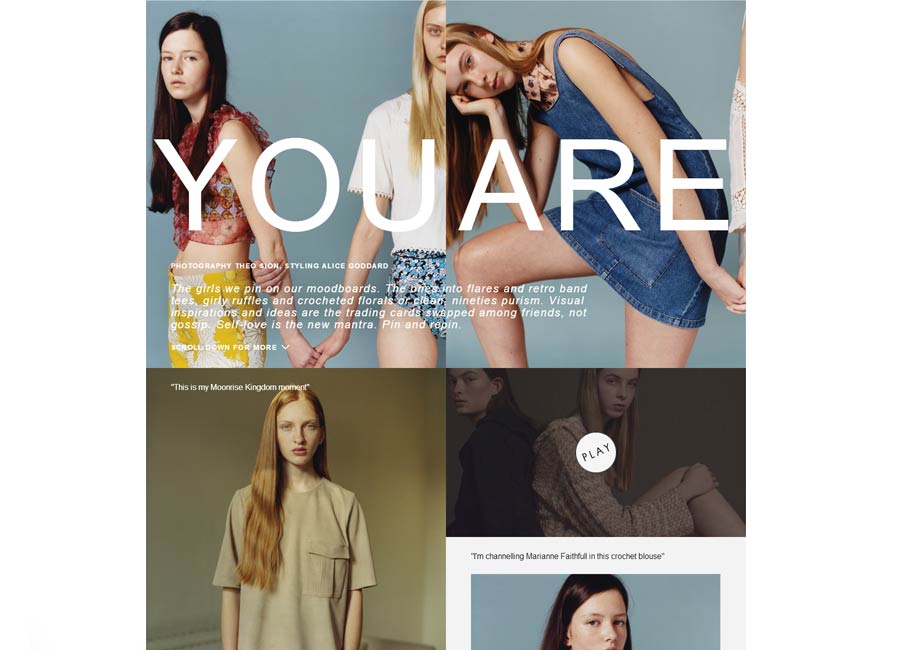 YOU ARE
PHOTOGRAPHY THEO SION, STYLING ALICE GODDARD
The girls we pin on our moodboards. The ones into flares and retro band
tees, girly ruffles and crocheted florals or clean, nineties purism. Visual
inspirations and ideas are the trading cards swapped among friends, not
gossip. Self-love is the new mantra. Pin and repin.
SCROLL DOWN FOR MORE
"This is my Moonrise Kingdom moment"
PLAY
"I'm channelling Marianne Faithfull in this crochet blouse"